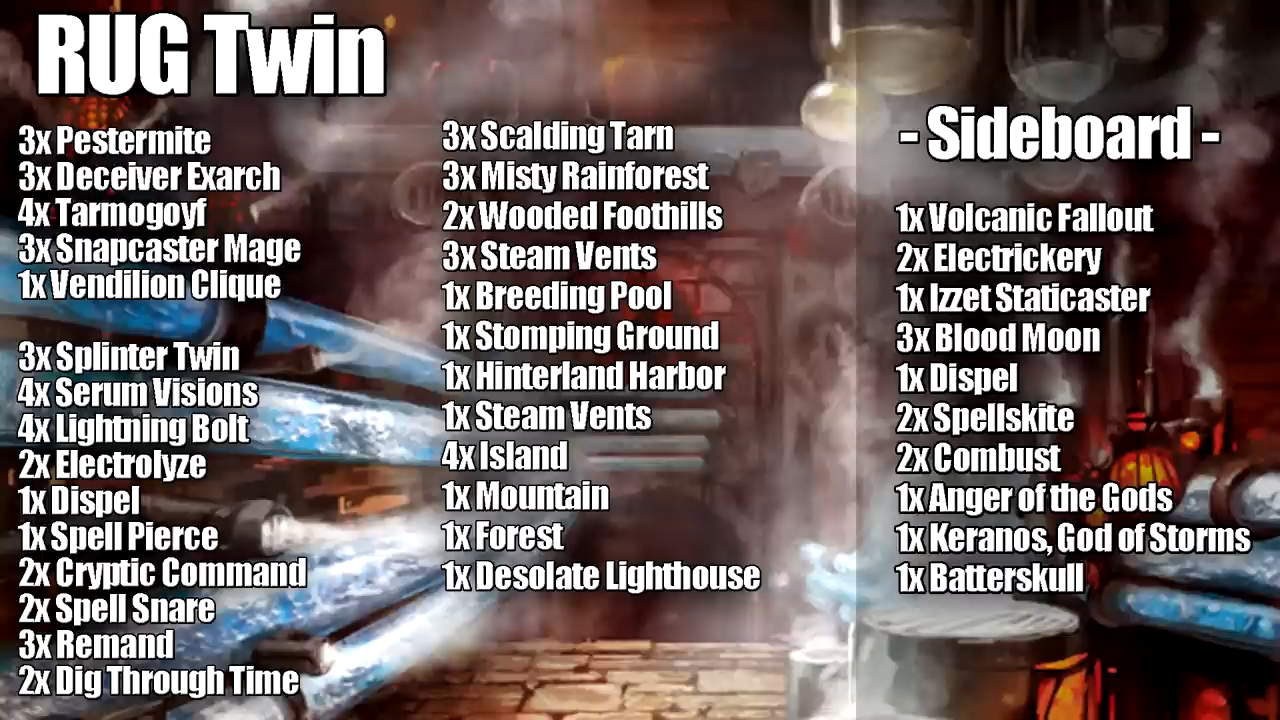 RUG Twin
3x Pestermite
3x Deceiver Exarch
4x Tarmogoyf
3x Snapcaster Mage
1x Vendilion Clique
3x Splinter Twin
4x Serum Visions
4x Lightning Bolt
2x Electrolyze
1x Dispel
1x Spell Pierce
2x Cryptic Command
2x Spell Snare
3x Remand
2x Dig Through Time
3x Scalding Tarn
3x Misty Rainforest
2x Wooded Foothills
3x Steam Vents
1x Breeding Pool
1x Stomping Ground
1x Hinterland Harbor
1x Steam Vents
4x Island
1x Mountain
1x Forest
1x Desolate Lighthouse
- Sideboard -
1x Volcanic Fallout
2x Electrickery
1x Izzet Staticaster
3x Blood Moon
1x Dispel
2x Spellskite
2x Combust
1x Anger of the Gods
1x Keranos, God of Storms
1x Batterskull